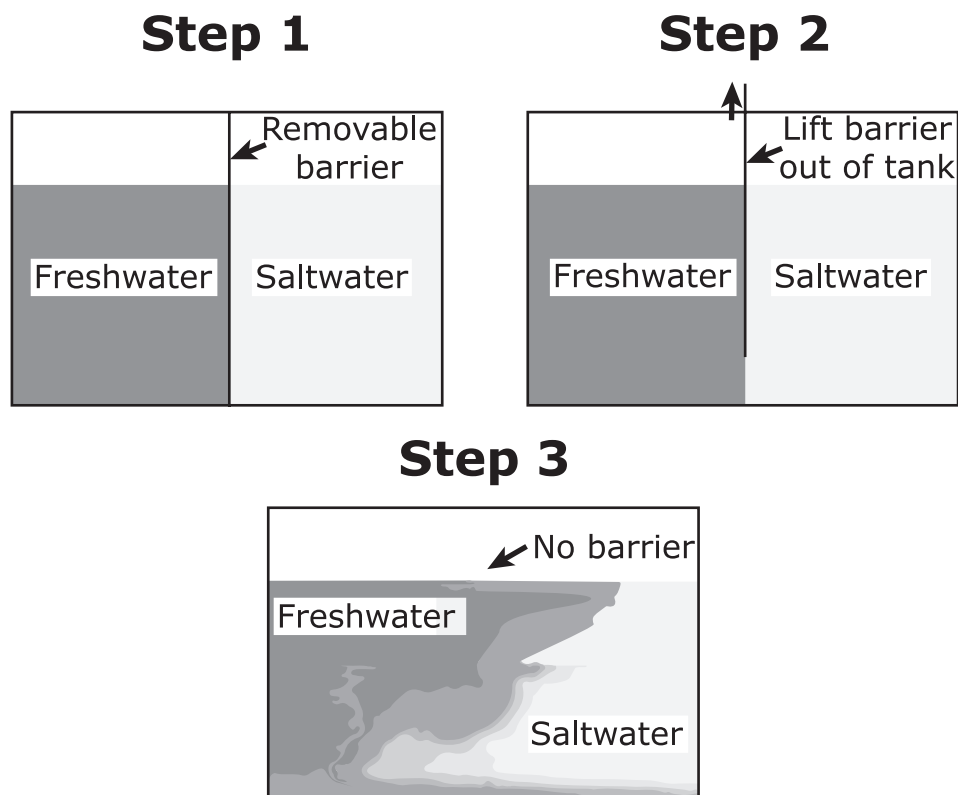 Step 1
Removable
barrier
Freshwater
Saltwater
Step 2
Lift barrier
out of tank
Freshwater
Saltwater
Step 3
No barrier
Freshwater
Saltwater